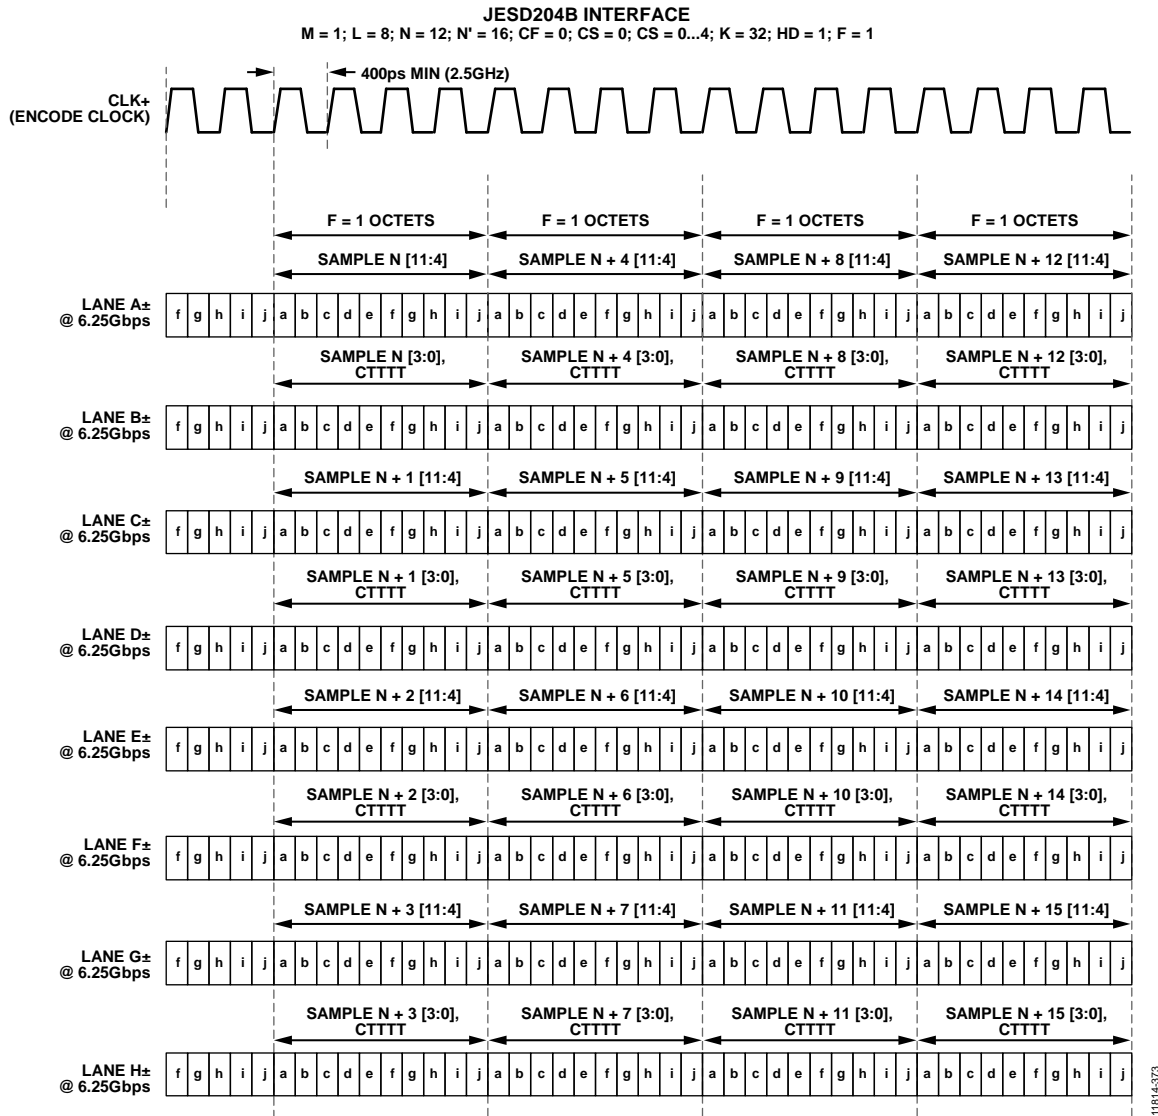 JESD204B INTERFACE
M = 1; L = 8; N = 12; N' = 16; CF = 0; CS = 0; CS = 0...4; K = 32; HD = 1; F = 1
400ps MIN (2.5GHz)
CLK+
(ENCODE CLOCK)
F = 1 OCTETS F = 1 OCTETS F = 1 OCTETS F = 1 OCTETS
SAMPLE N [11:4] SAMPLE N + 4 [11:4] SAMPLE N + 8 [11:4] SAMPLE N + 12 [11:4]
LANE A±
@ 6.25Gbps
f g h i j a b c d e f g h i j a b c d e f g h i j a b c d e f g h i j a b c d e f g h i j
SAMPLE N [3:0], SAMPLE N + 4 [3:0], SAMPLE N + 8 [3:0], SAMPLE N + 12 [3:0],
CTTTT CTTTT CTTTT CTTTT
LANE B±
@ 6.25Gbps
f g h i j a b c d e f g h i j a b c d e f g h i j a b c d e f g h i j a b c d e f g h i j
SAMPLE N + 1 [11:4] SAMPLE N + 5 [11:4] SAMPLE N + 9 [11:4] SAMPLE N + 13 [11:4]
LANE C±
@ 6.25Gbps
f g h i j a b c d e f g h i j a b c d e f g h i j a b c d e f g h i j a b c d e f g h i j
SAMPLE N + 1 [3:0], SAMPLE N + 5 [3:0], SAMPLE N + 9 [3:0], SAMPLE N + 13 [3:0],
CTTTT CTTTT CTTTT CTTTT
LANE D±
@ 6.25Gbps
f g h i j a b c d e f g h i j a b c d e f g h i j a b c d e f g h i j a b c d e f g h i j
SAMPLE N + 2 [11:4] SAMPLE N + 6 [11:4] SAMPLE N + 10 [11:4] SAMPLE N + 14 [11:4]
LANE E±
@ 6.25Gbps
f g h i j a b c d e f g h i j a b c d e f g h i j a b c d e f g h i j a b c d e f g h i j
SAMPLE N + 2 [3:0], SAMPLE N + 6 [3:0], SAMPLE N + 10 [3:0], SAMPLE N + 14 [3:0],
CTTTT CTTTT CTTTT CTTTT
LANE F±
@ 6.25Gbps
f g h i j a b c d e f g h i j a b c d e f g h i j a b c d e f g h i j a b c d e f g h i j
SAMPLE N + 3 [11:4] SAMPLE N + 7 [11:4] SAMPLE N + 11 [11:4] SAMPLE N + 15 [11:4]
LANE G±
@ 6.25Gbps
f g h i j a b c d e f g h i j a b c d e f g h i j a b c d e f g h i j a b c d e f g h i j
SAMPLE N + 3 [3:0], SAMPLE N + 7 [3:0], SAMPLE N + 11 [3:0], SAMPLE N + 15 [3:0],
CTTTT CTTTT CTTTT CTTTT
LANE H±
@ 6.25Gbps
f g h i j a b c d e f g h i j a b c d e f g h i j a b c d e f g h i j a b c d e f g h i j
11814-373